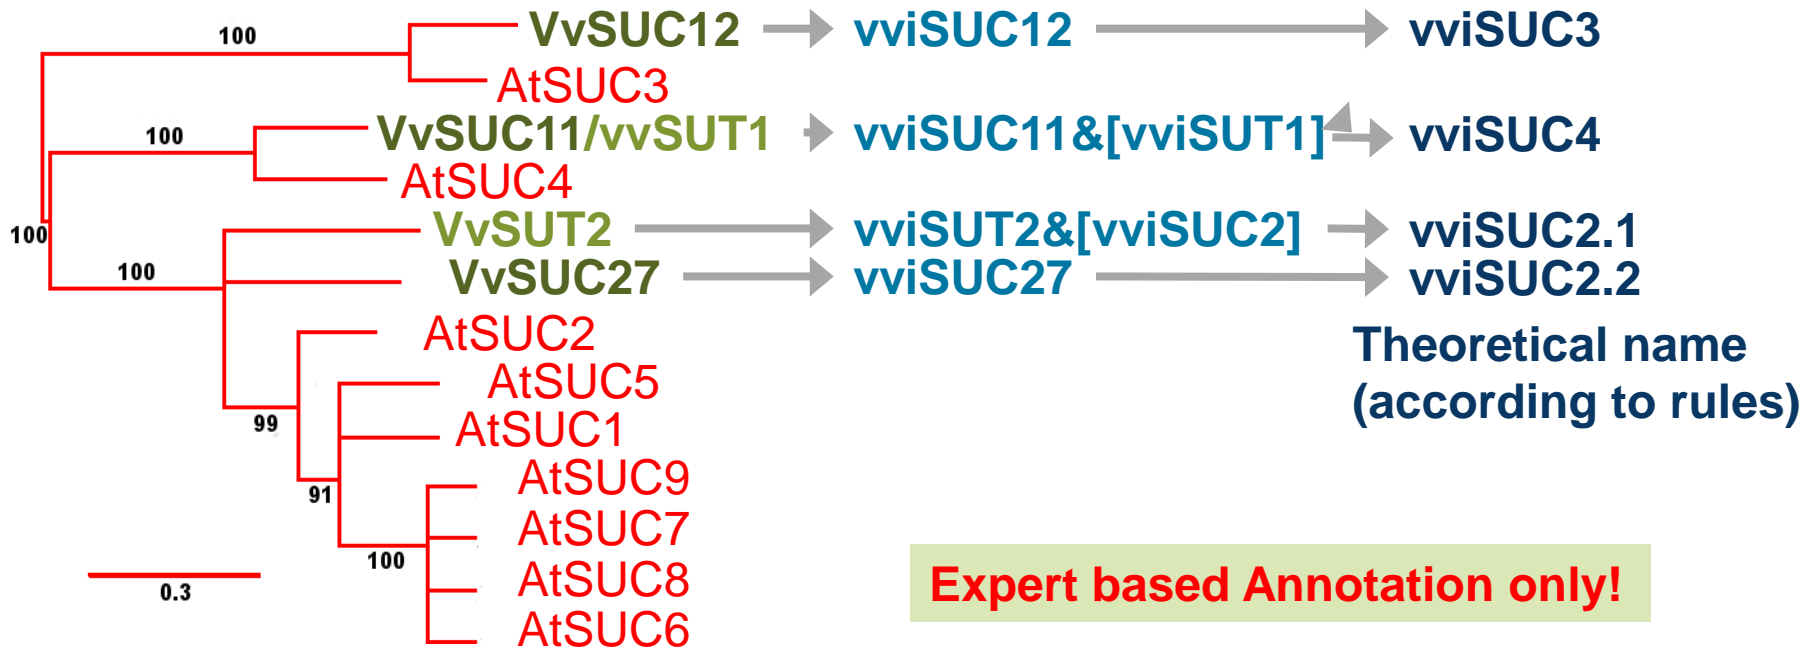 100
VvSUC12 vviSUC12 vviSUC3
AtSUC3
100
VvSUC11/vvSUT1 vviSUC11&[vviSUT1] vviSUC4
AtSUC4
100
VvSUT2 vviSUT2&[vviSUC2] vviSUC2.1
100
VvSUC27 vviSUC27 vviSUC2.2
AtSUC2
Theoretical name
(according to rules)
AtSUC5
99
AtSUC1
AtSUC9
91
AtSUC7
100
AtSUC8
0.3
Expert based Annotation only!
AtSUC6